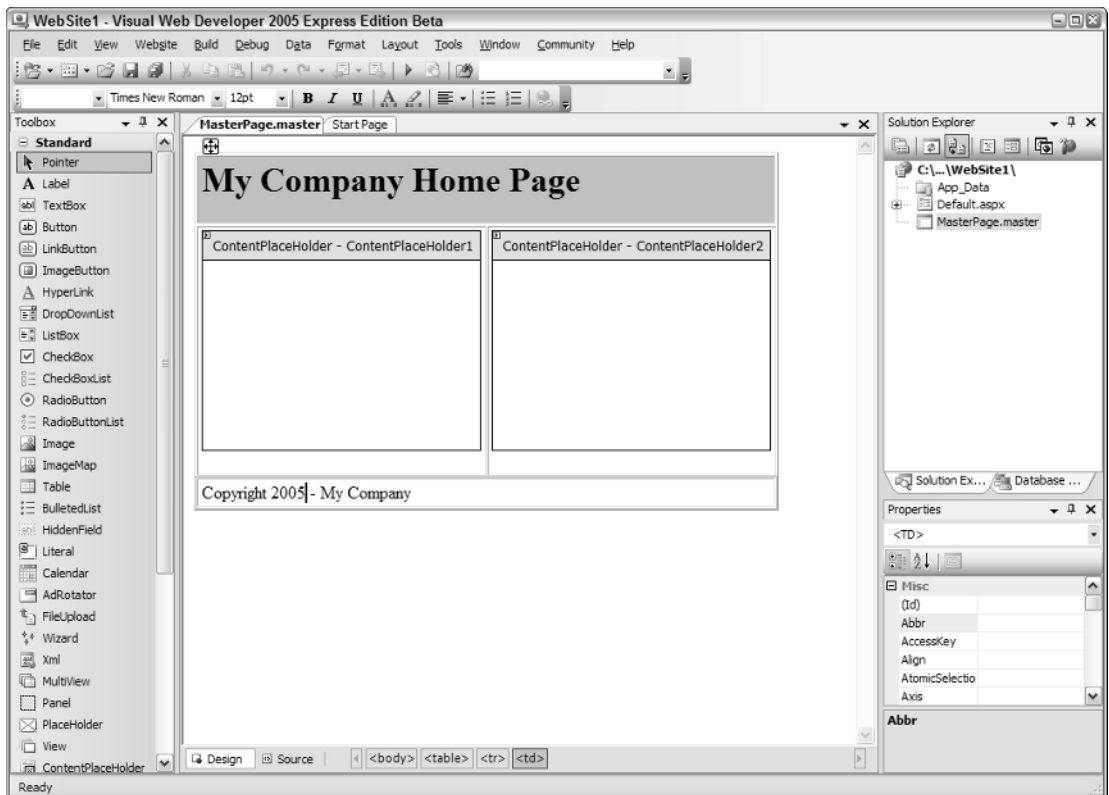 WebSite1 - Visual Web Developer 2005 Express Edition Beta
File Edit View Website Build Debug Data Format Layout Tools Window Community Help
Times New Roman 12pt B I U A
Toolbox
Standard
Pointer
A Label
abl TextBox
ab Button
ab LinkButton
ImageButton
A HyperLink
DropDownList
ListBox
CheckBox
CheckBoxList
RadioButton
RadioButtonList
Image
ImageMap
Table
BulletedList
abl HiddenField
Literal
Calendar
AdRotator
FileUpload
Wizard
Xml
MultiView
Panel
PlaceHolder
View
ContentPlaceHolder
MasterPage.master Start Page
My Company Home Page
ContentPlaceHolder - ContentPlaceHolder1 ContentPlaceHolder - ContentPlaceHolder2
Copyright 2005 - My Company
Design Source <body> <table> <tr> <td>
Solution Explorer
C:\...\WebSite1\
App_Data
Default.aspx
MasterPage.master
Solution Ex... Database ...
Properties
<TD>
Misc
(Id)
Abbr
AccessKey
Align
AtomicSelectio
Axis
Abbr
Ready